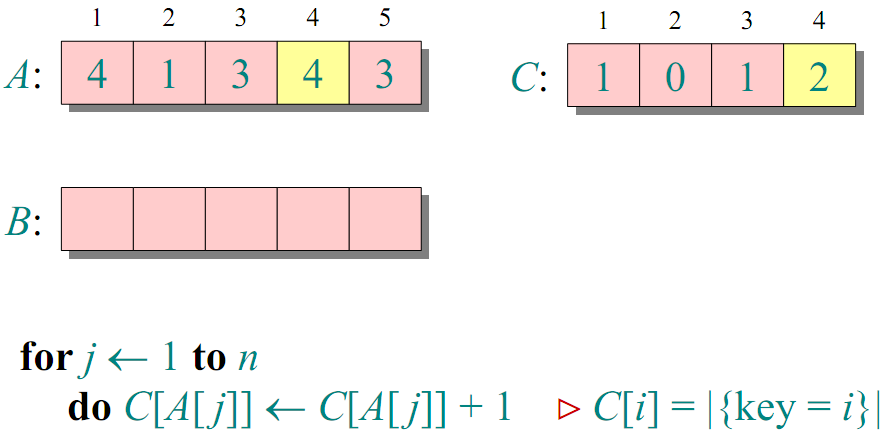 1 2 3 4 5 1 2 3 4
A: 4 1 3 4 3 C: 1 0 1 2
B:
for j ← 1 to n
do C[A[j]] ← C[A[j]] + 1 ▷ C[i] = |{key = i}|